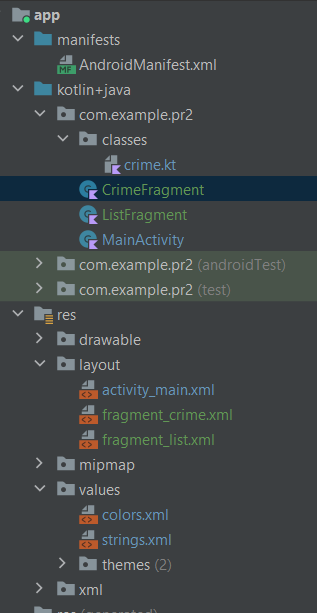 app
manifests
AndroidManifest.xml
kotlin+java
com.example.pr2
classes
crime.kt
CrimeFragment
ListFragment
MainActivity
com.example.pr2 (androidTest)
com.example.pr2 (test)
res
drawable
layout
activity_main.xml
fragment_crime.xml
fragment_list.xml
mipmap
values
colors.xml
strings.xml
themes (2)
xml
res (generated)